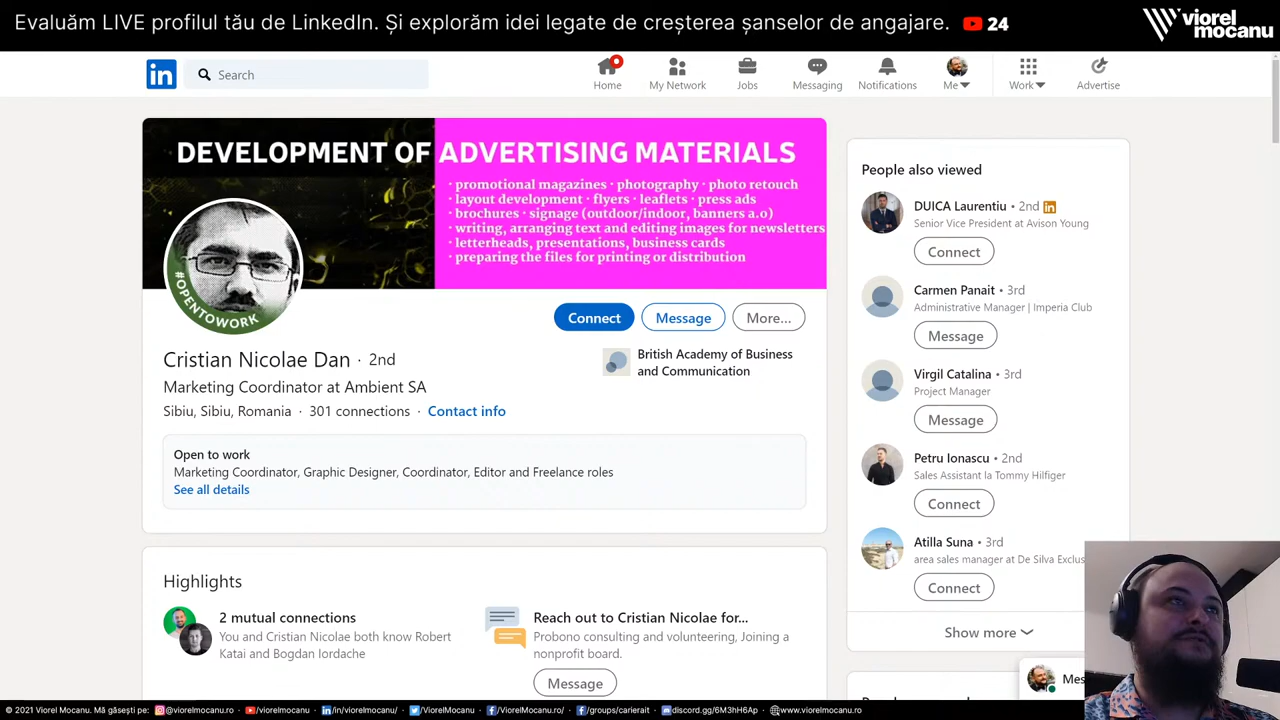 Evaluăm LIVE profilul tău de LinkedIn. Și explorăm idei legate de creșterea șanselor de angajare.
24
viorel
mocanu
in
Search
Home
My Network
Jobs
Messaging
Notifications
Me
Work
Advertise
DEVELOPMENT OF ADVERTISING MATERIALS
· promotional magazines · photography · photo retouch
· layout development · flyers · leaflets · press ads
· brochures · signage (outdoor/indoor, banners a.o)
· writing, arranging text and editing images for newsletters
· letterheads, presentations, business cards
· preparing the files for printing or distribution
#OPENTOWORK
Connect
Message
More...
Cristian Nicolae Dan · 2nd
Marketing Coordinator at Ambient SA
Sibiu, Sibiu, Romania · 301 connections · Contact info
British Academy of Business
and Communication
Open to work
Marketing Coordinator, Graphic Designer, Coordinator, Editor and Freelance roles
See all details
Highlights
2 mutual connections
You and Cristian Nicolae both know Robert
Katai and Bogdan Iordache
Reach out to Cristian Nicolae for...
Probono consulting and volunteering, Joining a
nonprofit board.
Message
People also viewed
DUICA Laurentiu • 2nd in
Senior Vice President at Avison Young
Connect
Carmen Panait • 3rd
Administrative Manager | Imperia Club
Message
Virgil Catalina • 3rd
Project Manager
Message
Petru Ionascu • 2nd
Sales Assistant la Tommy Hilfiger
Connect
Atilla Suna • 3rd
area sales manager at De Silva Exclus
Connect
Show more
Mes
© 2021 Viorel Mocanu. Mă găsești pe: @viorelmocanu.ro • /viorelmocanu • /in/viorelmocanu/ • /ViorelMocanu • /ViorelMocanu.ro/ • /groups/carierait • discord.gg/6M3hH6Ap • www.viorelmocanu.ro